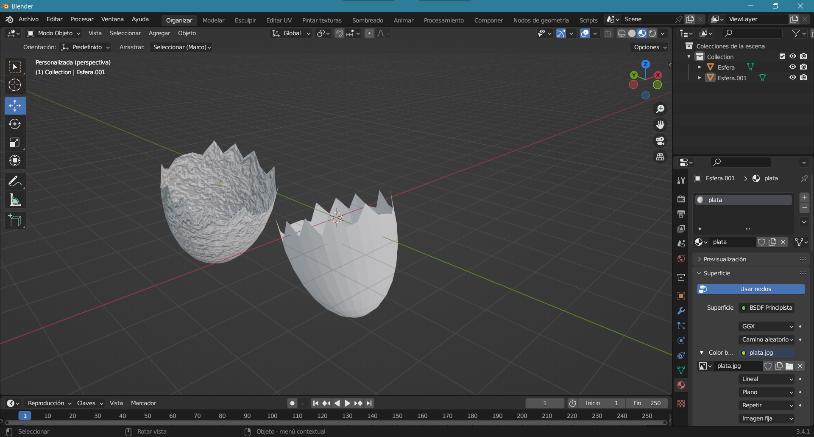 Blender
Archivo Editar Procesar Ventana Ayuda Organizar Modelar Esculpir Editar UV Pintar texturas Sombreado Animar Procesamiento Componer Nodos de geometría Scripts Scene ViewLayer
Modo Objeto Vista Seleccionar Agregar Objeto Global
Orientación: Predefinido Arrastrar: Seleccionar (Marco) Opciones
Personalizada (perspectiva)
(1) Collection | Esfera.001
Z
Y
X
Colecciones de la escena
Collection
Esfera
Esfera.001
Esfera.001 > plata
plata
plata
Previsualización
Superficie
Usar nodos
Superficie BSDF Principista
GGX
Camino aleatorio
Color b... plata.jpg
plata.jpg
Lineal
Plano
Repetir
Imagen fija
Reproducción Claves Vista Marcador 1 Inicio 1 Fin 250
1 10 20 30 40 50 60 70 80 90 100 110 120 130 140 150 160 170 180 190 200 210 220 230 240 250
Seleccionar Rotar vista Objeto - menú contextual 3.4.1